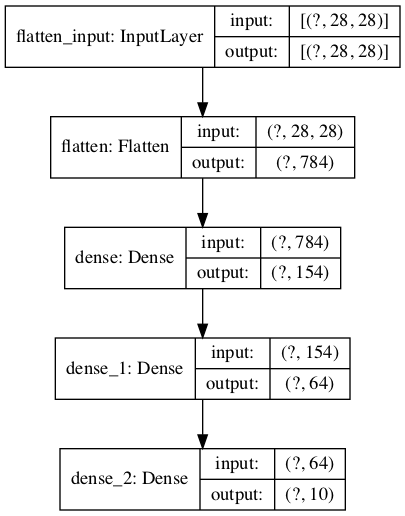 flatten_input: InputLayer
input:
[(?, 28, 28)]
output:
[(?, 28, 28)]
flatten: Flatten
input:
(?, 28, 28)
output:
(?, 784)
dense: Dense
input:
(?, 784)
output:
(?, 154)
dense_1: Dense
input:
(?, 154)
output:
(?, 64)
dense_2: Dense
input:
(?, 64)
output:
(?, 10)